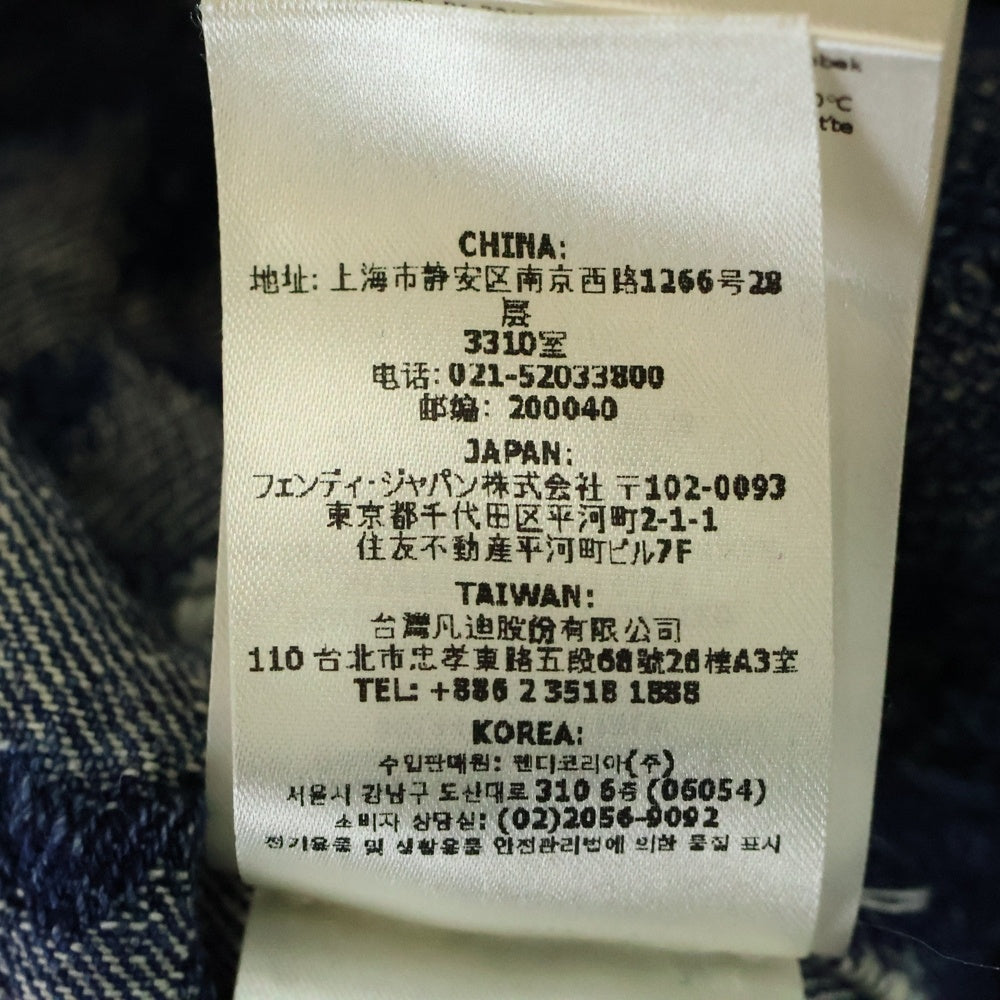 bek
0°C
t'te
CHINA:
地址: 上海市静安区南京西路1266号28
层
3310室
电话: 021-52033800
邮编: 200040
JAPAN:
フェンディ・ジャパン株式会社 〒102-0093
東京都千代田区平河町2-1-1
住友不動産平河町ビル7F
TAIWAN:
台灣凡迪股份有限公司
110 台北市忠孝東路五段68號26樓A3室
TEL: +886 2 3518 1888
KOREA:
수입판매원: 펜디코리아(주)
서울시 강남구 도산대로 310 6층 (06054)
소비자 상담실: (02)2056-9092
전기용품 및 생활용품 안전관리법에 의한 품질 표시